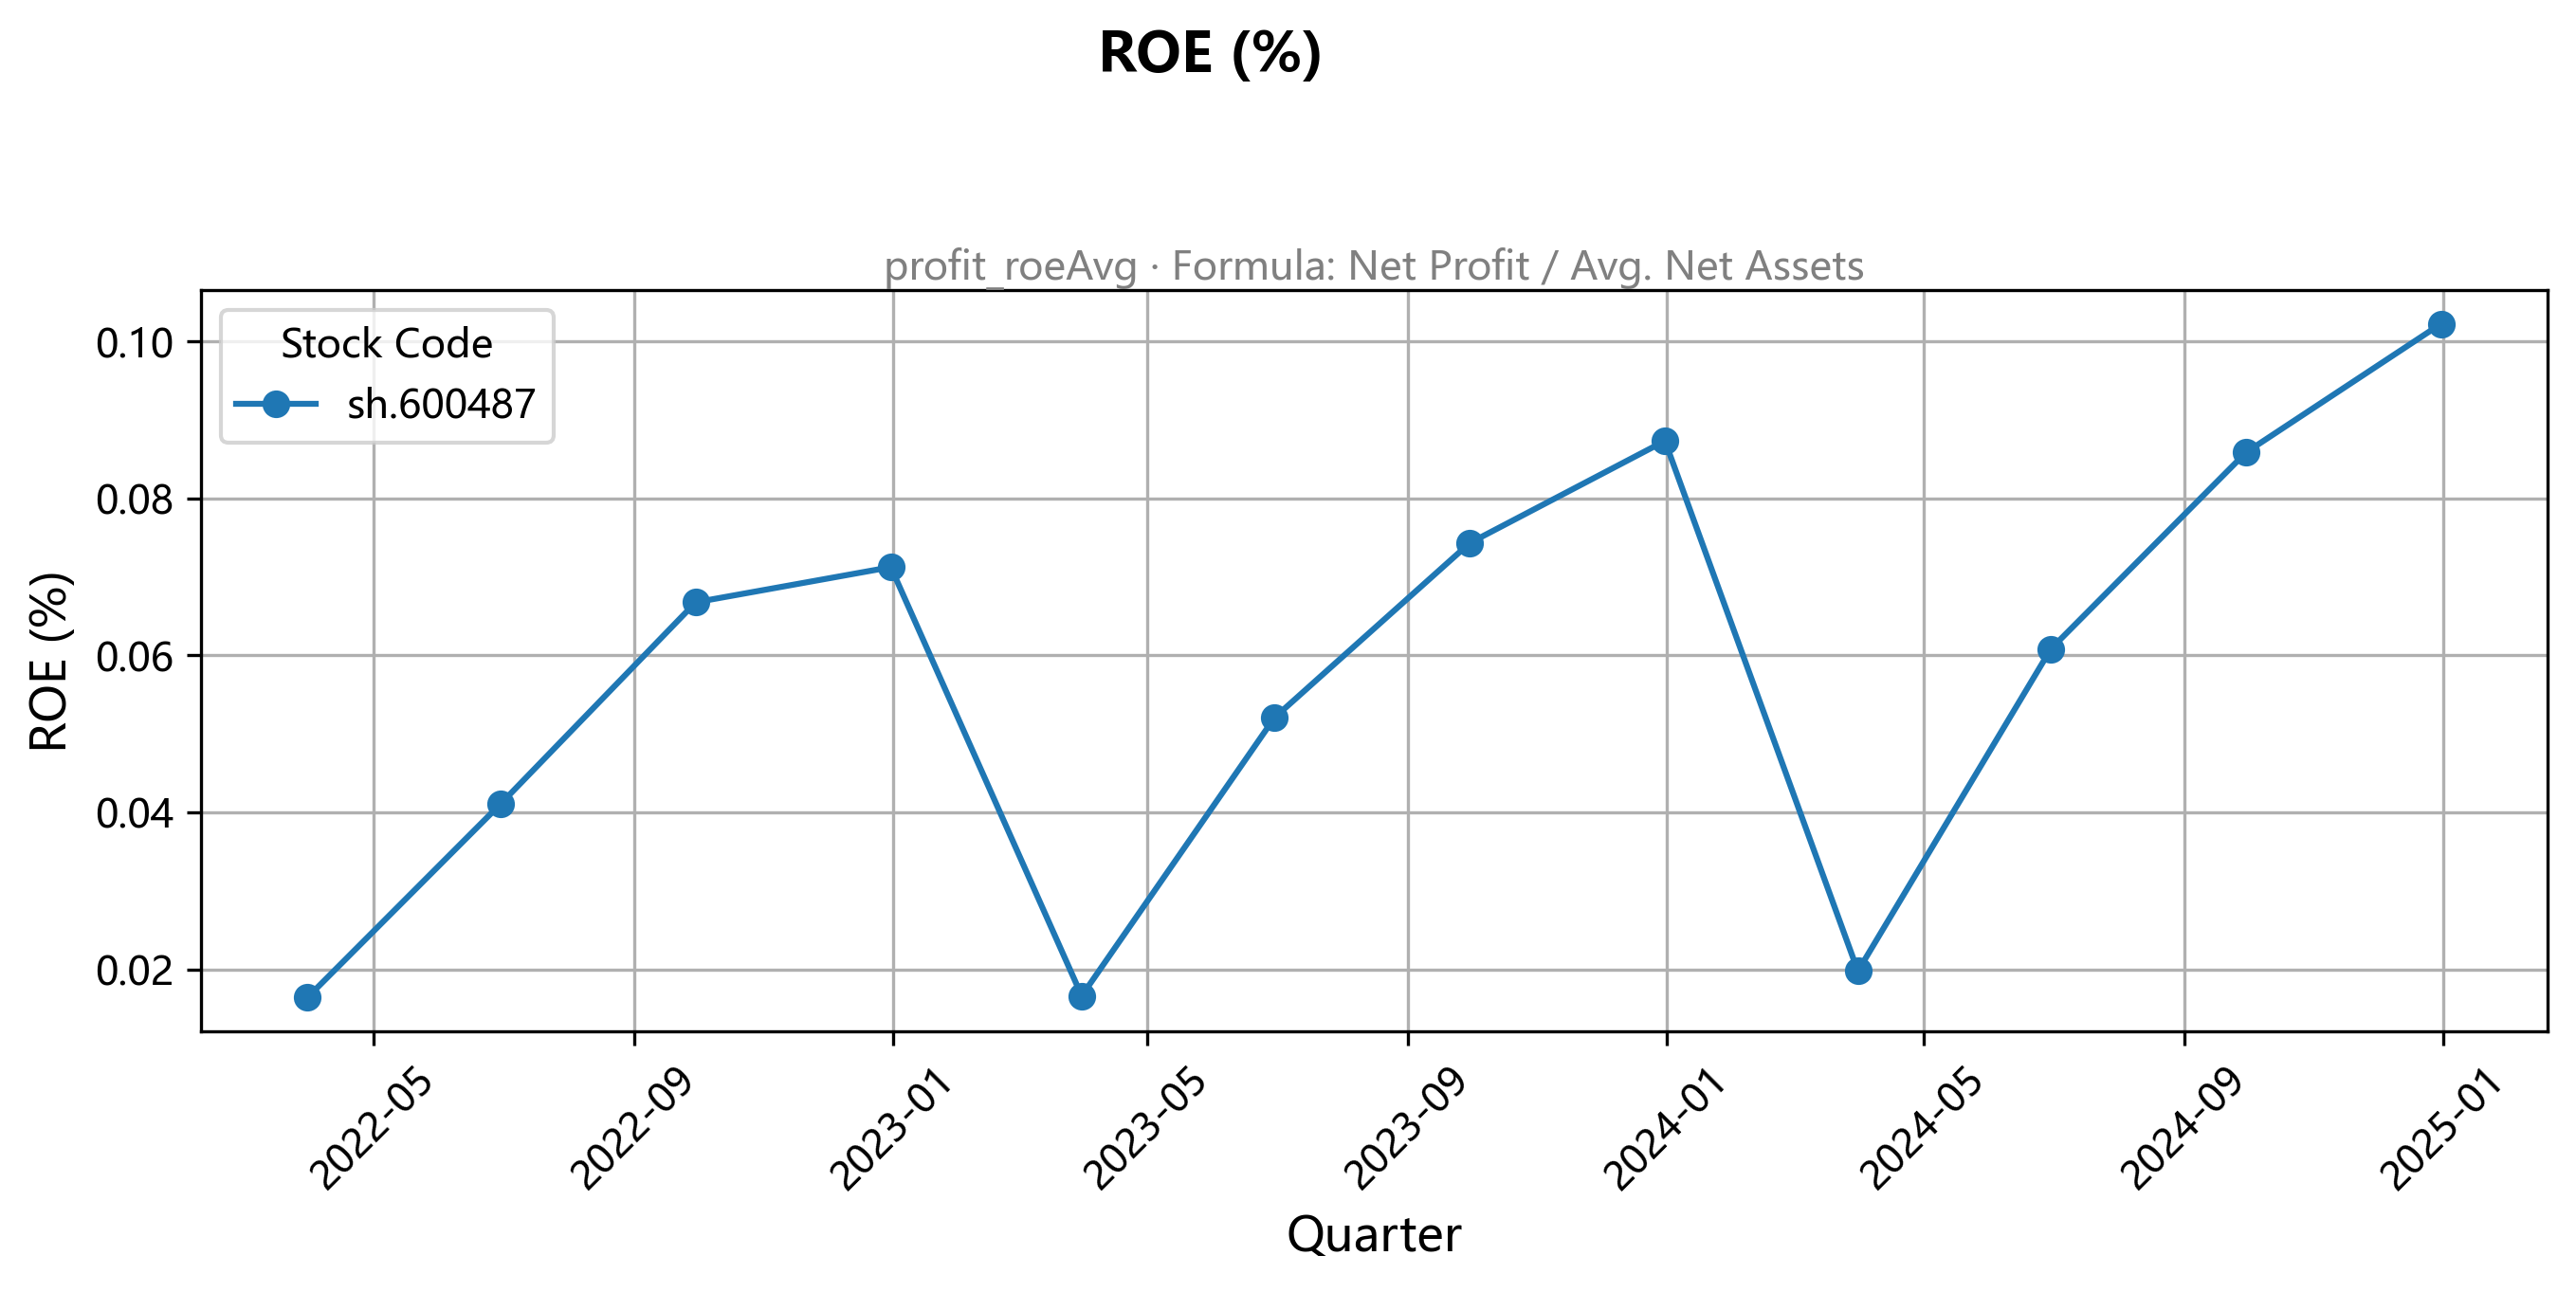 ROE (%)
profit_roeAvg · Formula: Net Profit / Avg. Net Assets
Stock Code
sh.600487
ROE (%)
0.10
0.08
0.06
0.04
0.02
2022-05
2022-09
2023-01
2023-05
2023-09
2024-01
2024-05
2024-09
2025-01
Quarter